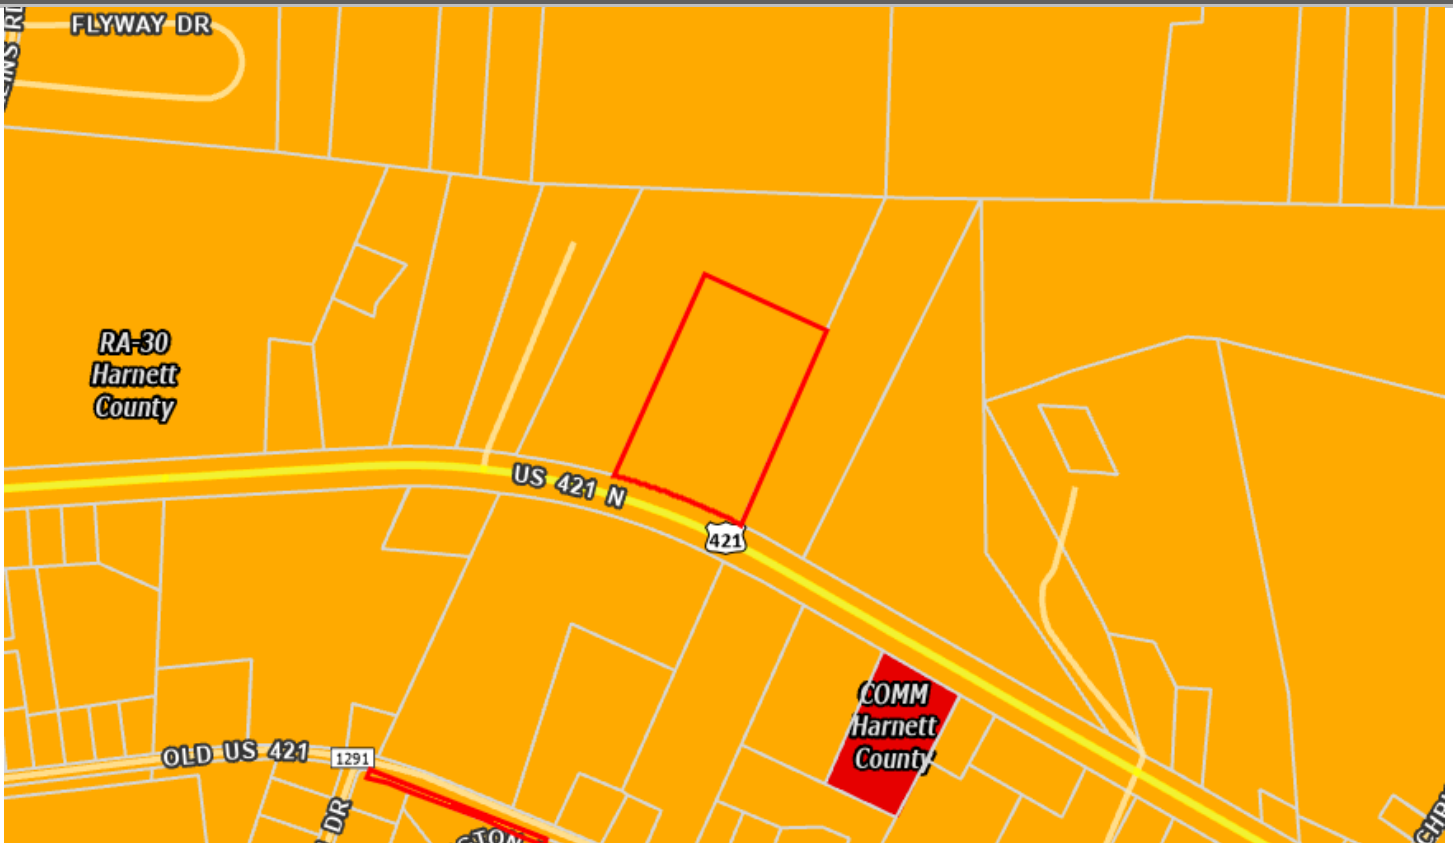 FLYWAY DR
RA-30
Harnett
County
US 421 N
421
COMM
Harnett
County
OLD US 421
1291
DR